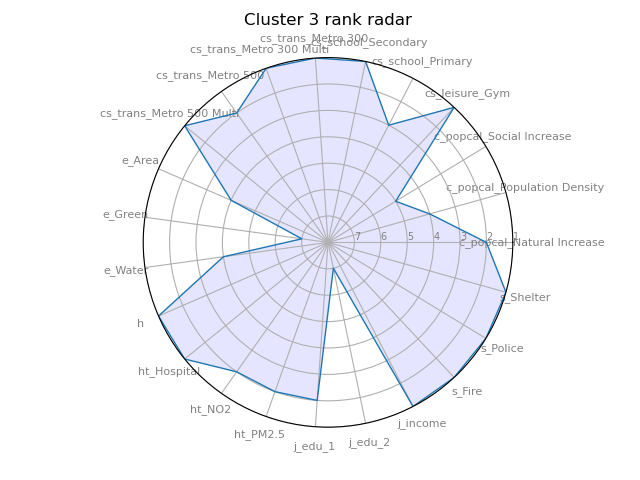 Cluster 3 rank radar
cs_trans_Metro 300
cs_school_Secondary
cs_trans_Metro 300 Multi
cs_school_Primary
cs_trans_Metro 500
cs_leisure_Gym
cs_trans_Metro 500 Multi
c_popcal_Social Increase
e_Area
c_popcal_Population Density
e_Green
7 6 5 4 3 2 1
c_popcal_Natural Increase
e_Water
s_Shelter
h
s_Police
ht_Hospital
s_Fire
ht_NO2
j_income
ht_PM2.5
j_edu_2
j_edu_1